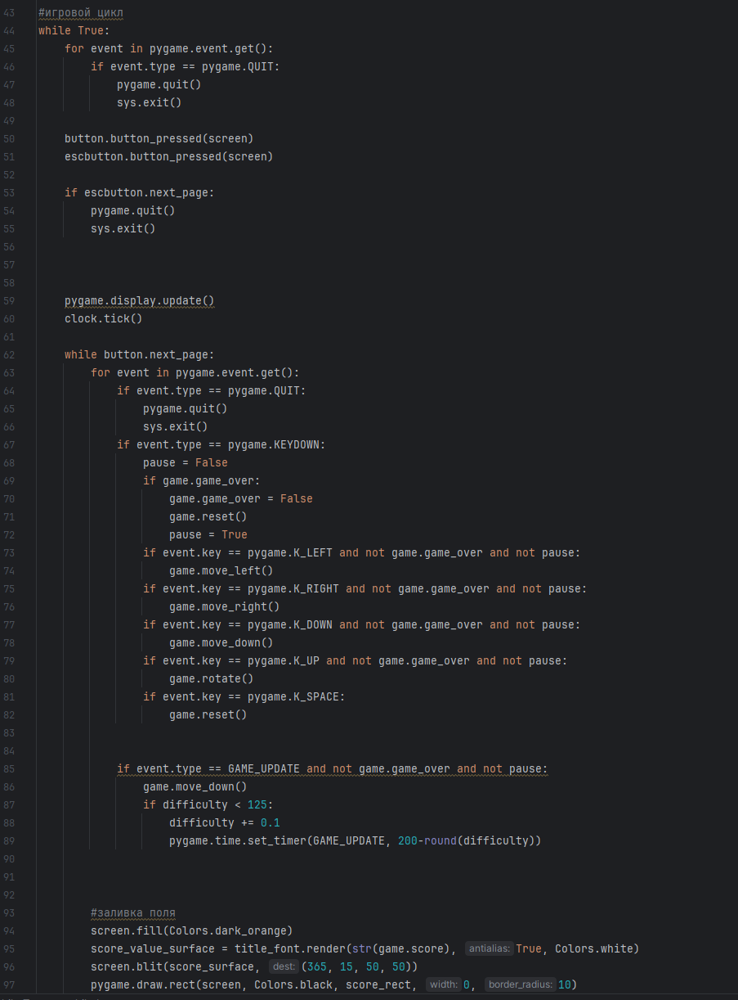 43 #игровой цикл
44 while True:
45 for event in pygame.event.get():
46 if event.type == pygame.QUIT:
47 pygame.quit()
48 sys.exit()
49
50 button.button_pressed(screen)
51 escbutton.button_pressed(screen)
52
53 if escbutton.next_page:
54 pygame.quit()
55 sys.exit()
56
57
58
59 pygame.display.update()
60 clock.tick()
61
62 while button.next_page:
63 for event in pygame.event.get():
64 if event.type == pygame.QUIT:
65 pygame.quit()
66 sys.exit()
67 if event.type == pygame.KEYDOWN:
68 pause = False
69 if game.game_over:
70 game.game_over = False
71 game.reset()
72 pause = True
73 if event.key == pygame.K_LEFT and not game.game_over and not pause:
74 game.move_left()
75 if event.key == pygame.K_RIGHT and not game.game_over and not pause:
76 game.move_right()
77 if event.key == pygame.K_DOWN and not game.game_over and not pause:
78 game.move_down()
79 if event.key == pygame.K_UP and not game.game_over and not pause:
80 game.rotate()
81 if event.key == pygame.K_SPACE:
82 game.reset()
83
84
85 if event.type == GAME_UPDATE and not game.game_over and not pause:
86 game.move_down()
87 if difficulty < 125:
88 difficulty += 0.1
89 pygame.time.set_timer(GAME_UPDATE, 200-round(difficulty))
90
91
92
93 #заливка поля
94 screen.fill(Colors.dark_orange)
95 score_value_surface = title_font.render(str(game.score), antialias: True, Colors.white)
96 screen.blit(score_surface, dest: (365, 15, 50, 50))
97 pygame.draw.rect(screen, Colors.black, score_rect, width: 0, border_radius: 10)